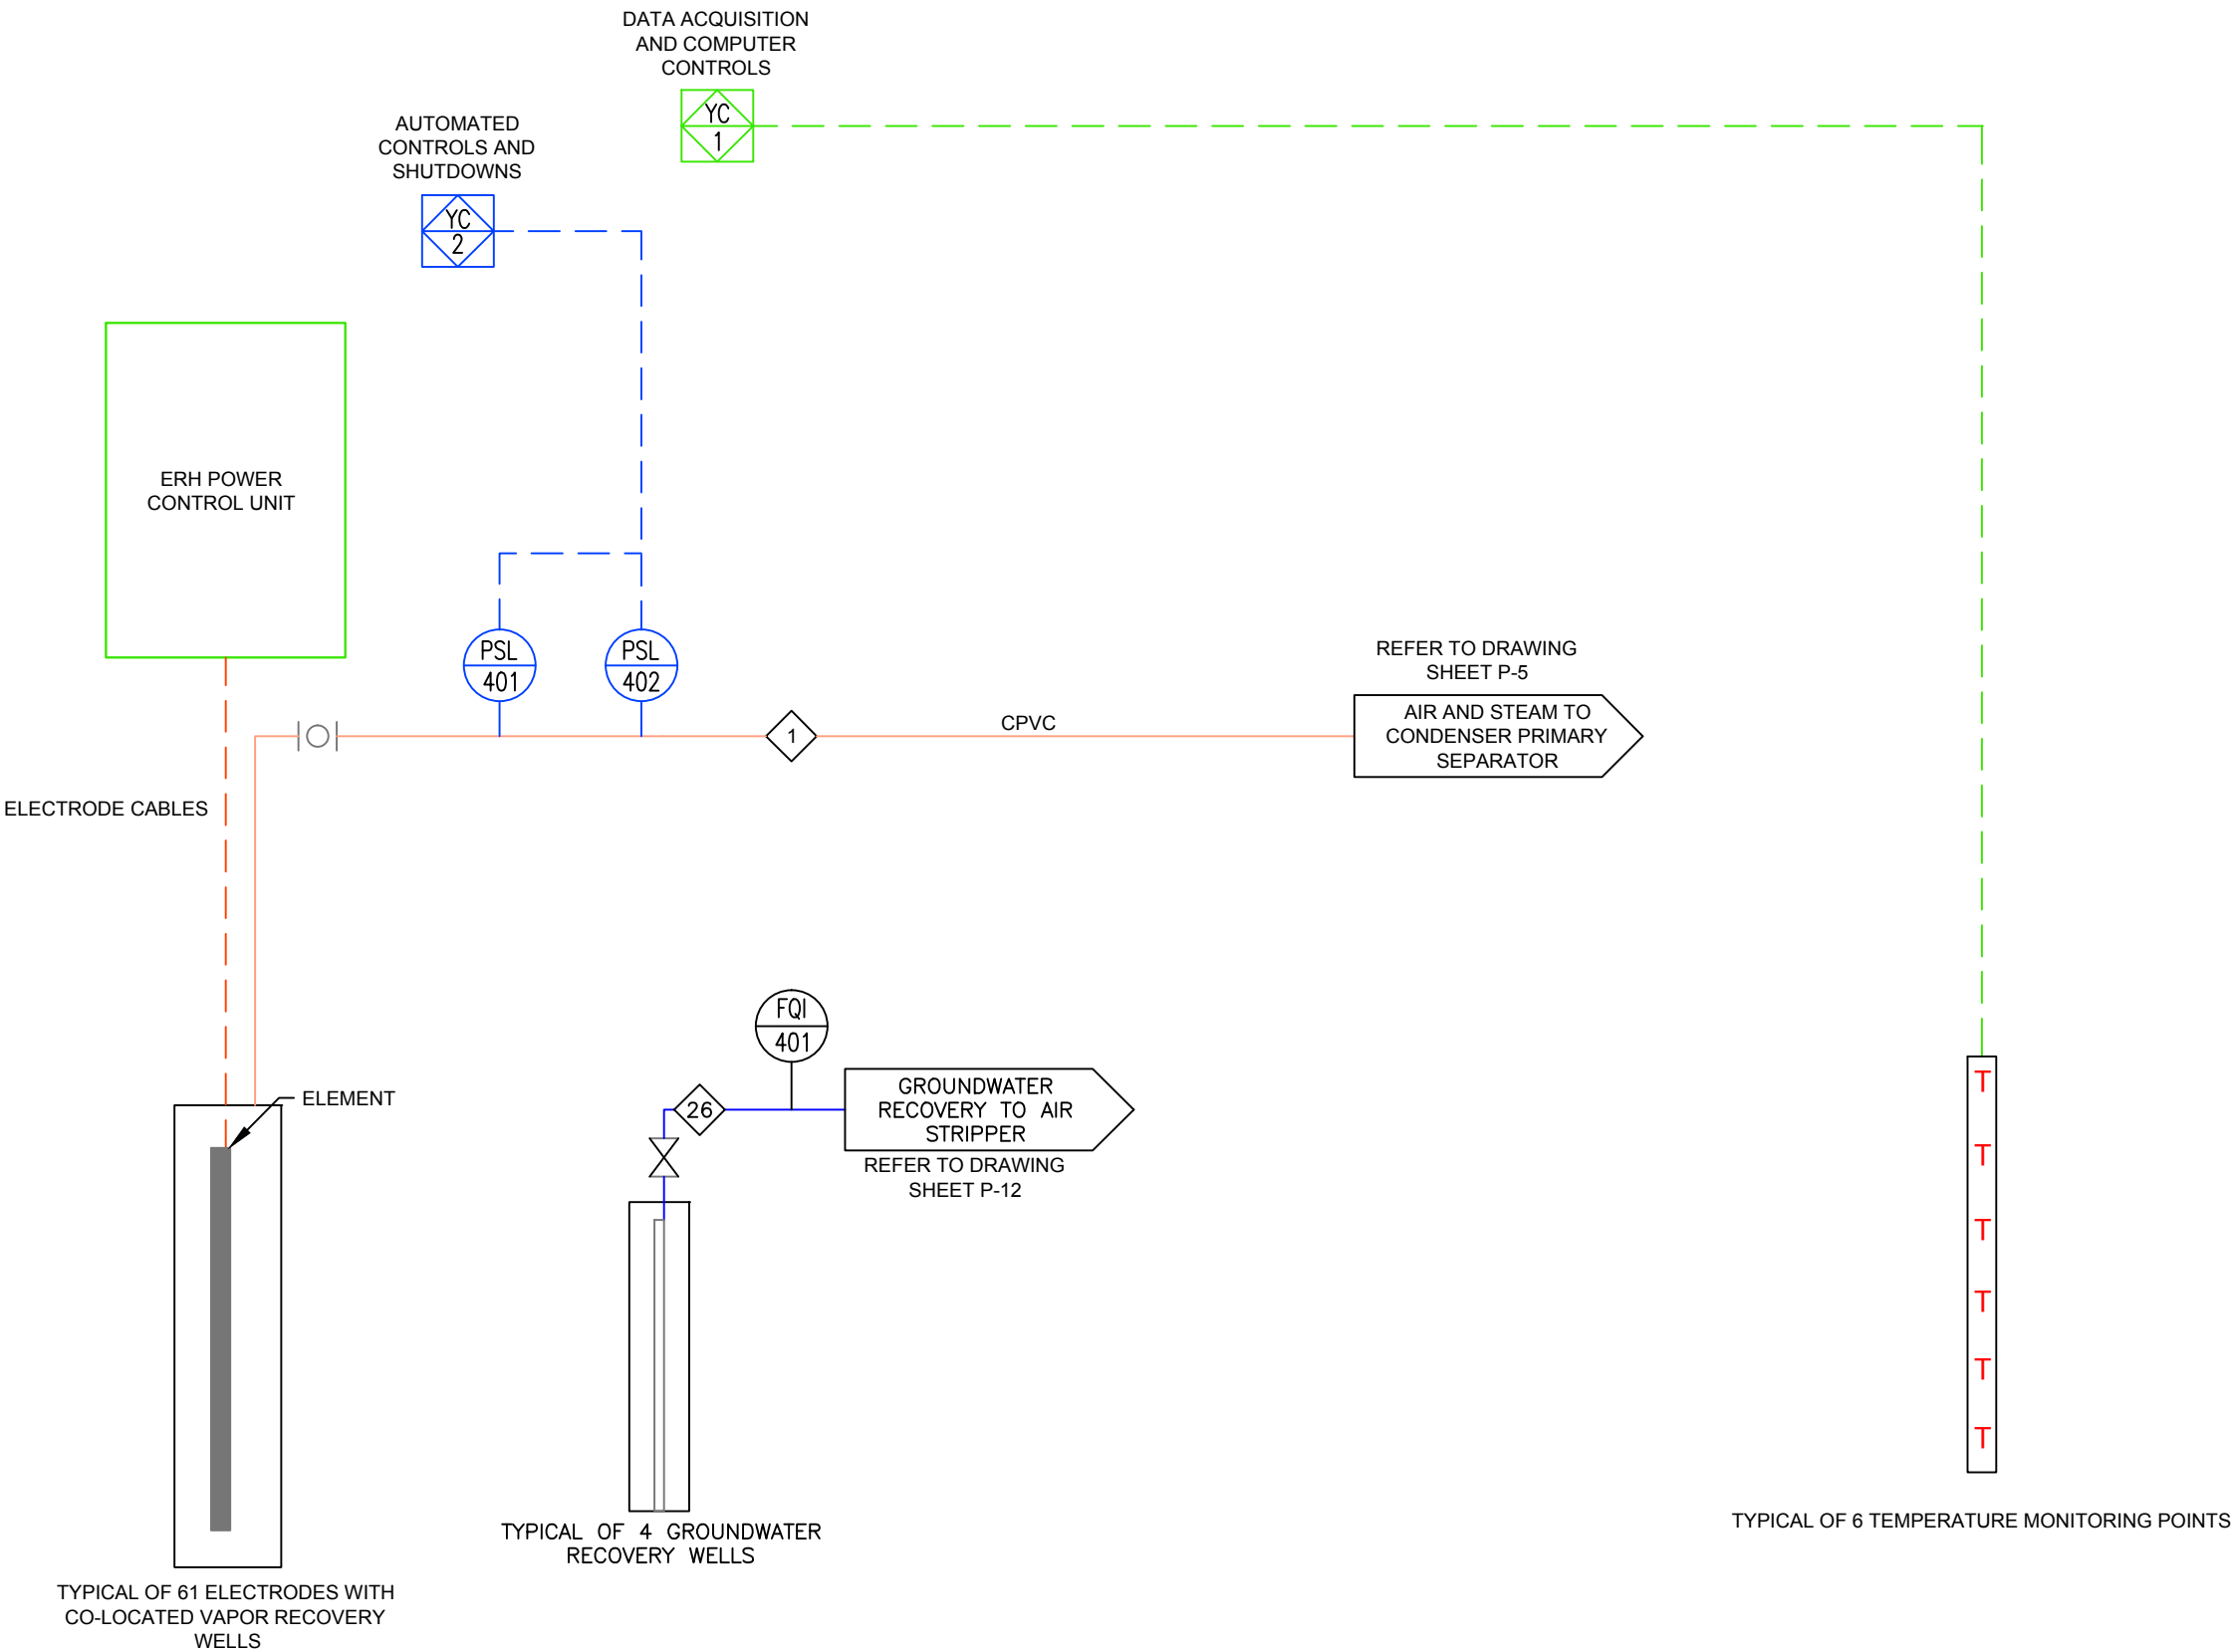 DATA ACQUISITION
AND COMPUTER
CONTROLS
YC
1
AUTOMATED
CONTROLS AND
SHUTDOWNS
YC
2
ERH POWER
CONTROL UNIT
PSL
401
PSL
402
REFER TO DRAWING
SHEET P-5
1
CPVC
AIR AND STEAM TO
CONDENSER PRIMARY
SEPARATOR
ELECTRODE CABLES
FQI
401
ELEMENT
26
GROUNDWATER
RECOVERY TO AIR
STRIPPER
REFER TO DRAWING
SHEET P-12
T
T
T
T
T
T
TYPICAL OF 4 GROUNDWATER
RECOVERY WELLS
TYPICAL OF 6 TEMPERATURE MONITORING POINTS
TYPICAL OF 61 ELECTRODES WITH
CO-LOCATED VAPOR RECOVERY
WELLS